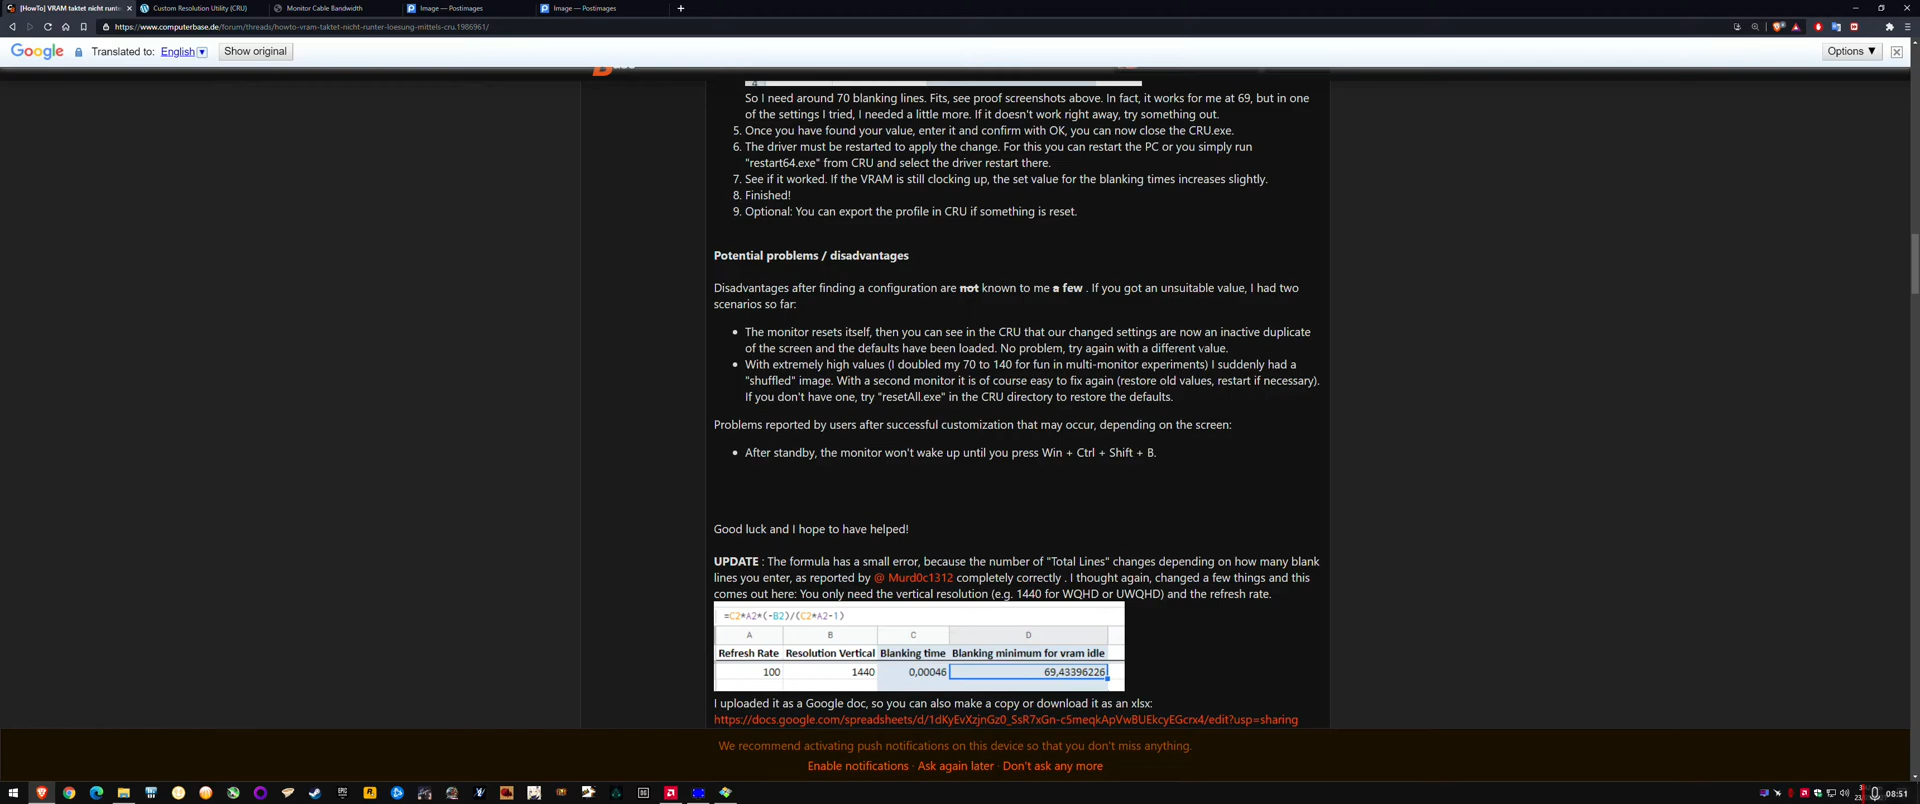 [HowTo] VRAM taktet nicht runter
Custom Resolution Utility (CRU)
Monitor Cable Bandwidth
Image — Postimages
Image — Postimages
https://www.computerbase.de/forum/threads/howto-vram-taktet-nicht-runter-loesung-mittels-cru.1986961/
Google Translated to: English Show original
Options ▼
So I need around 70 blanking lines. Fits, see proof screenshots above. In fact, it works for me at 69, but in one
of the settings I tried, I needed a little more. If it doesn't work right away, try something out.
5. Once you have found your value, enter it and confirm with OK, you can now close the CRU.exe.
6. The driver must be restarted to apply the change. For this you can restart the PC or you simply run
"restart64.exe" from CRU and select the driver restart there.
7. See if it worked. If the VRAM is still clocking up, the set value for the blanking times increases slightly.
8. Finished!
9. Optional: You can export the profile in CRU if something is reset.
Potential problems / disadvantages
Disadvantages after finding a configuration are not known to me a few . If you got an unsuitable value, I had two
scenarios so far:
• The monitor resets itself, then you can see in the CRU that our changed settings are now an inactive duplicate
of the screen and the defaults have been loaded. No problem, try again with a different value.
• With extremely high values (I doubled my 70 to 140 for fun in multi-monitor experiments) I suddenly had a
"shuffled" image. With a second monitor it is of course easy to fix again (restore old values, restart if necessary).
If you don't have one, try "resetAll.exe" in the CRU directory to restore the defaults.
Problems reported by users after successful customization that may occur, depending on the screen:
• After standby, the monitor won't wake up until you press Win + Ctrl + Shift + B.
Good luck and I hope to have helped!
UPDATE : The formula has a small error, because the number of "Total Lines" changes depending on how many blank
lines you enter, as reported by @ Murd0c1312 completely correctly . I thought again, changed a few things and this
comes out here: You only need the vertical resolution (e.g. 1440 for WQHD or UWQHD) and the refresh rate.
=C2*A2*(-B2)/(C2*A2-1)
A B C D
Refresh Rate Resolution Vertical Blanking time Blanking minimum for vram idle
100 1440 0,00046 69,43396226
I uploaded it as a Google doc, so you can also make a copy or download it as an xlsx:
https://docs.google.com/spreadsheets/d/1dKyEvXzjnGz0_SsR7xGn-c5meqkApVwBUEkcyEGcrx4/edit?usp=sharing
We recommend activating push notifications on this device so that you don't miss anything.
Enable notifications · Ask again later · Don't ask any more
08:51